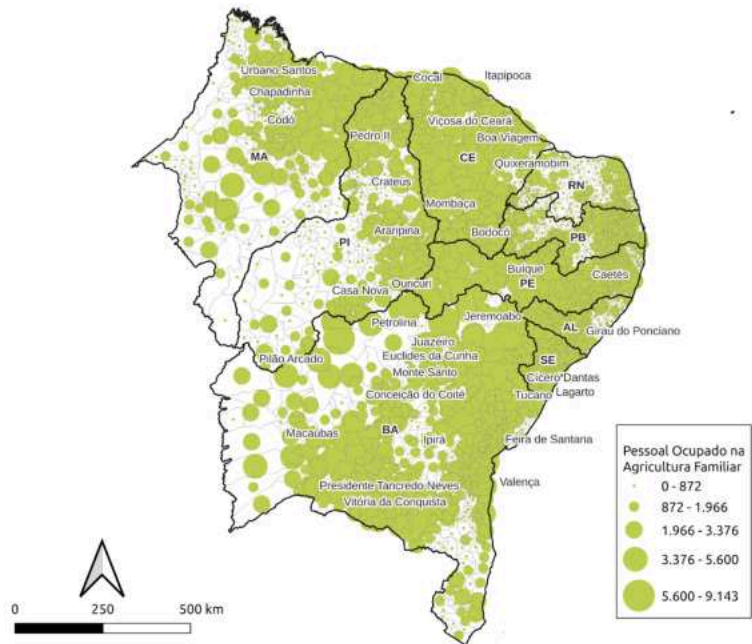 Urbano Santos
Cocal
Itapipoca
Chapadinha
Codó
Pedro II
Viçosa do Ceará
Boa Viagem
MA
CE
Quixeramobim
RN
Crateus
Mombaça
Araripina
Bodocó
PB
PI
Ouricuri
Buique
Caetés
Casa Nova
PE
Petrolina
Jeremoabo
AL
Girau do Ponciano
Juazeiro
Euclides da Cunha
Pilão Arcado
SE
Monte Santo
Cícero Dantas
Conceição do Coité
Tucano
Lagarto
BA
Macaúbas
Ipirá
Feira de Santana
Presidente Tancredo Neves
Valença
Vitória da Conquista
Pessoal Ocupado na
Agricultura Familiar
0 - 872
872 - 1.966
1.966 - 3.376
3.376 - 5.600
5.600 - 9.143
0 250 500 km